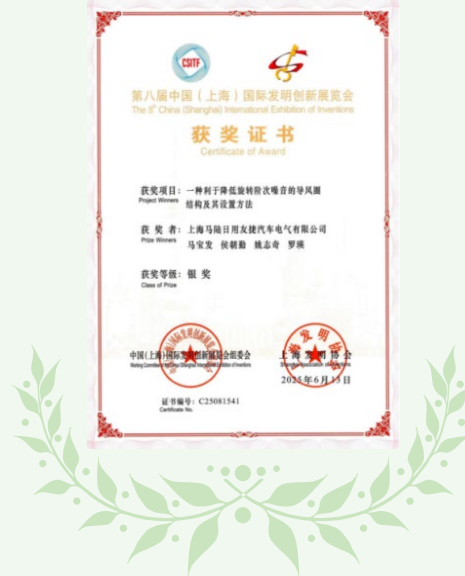 CSITF
第八届中国（上海）国际发明创新展览会
The 8th China (Shanghai) International Exhibition of Inventions
获奖证书
Certificate of Award
获奖项目：一种利于降低旋转阶次噪音的导风圈
Project Winners 结构及其设置方法
获 奖 者：上海马陆日用友捷汽车电气有限公司
Prize Winners 马宝发 侯朝勤 姚志奇 罗瑛
获奖等级：银 奖
Class of Prize
中国(上海)国际发明创新展览会组委会 上海发明协会
2025年6月13日
证书编号：C25081541
Certificate No.